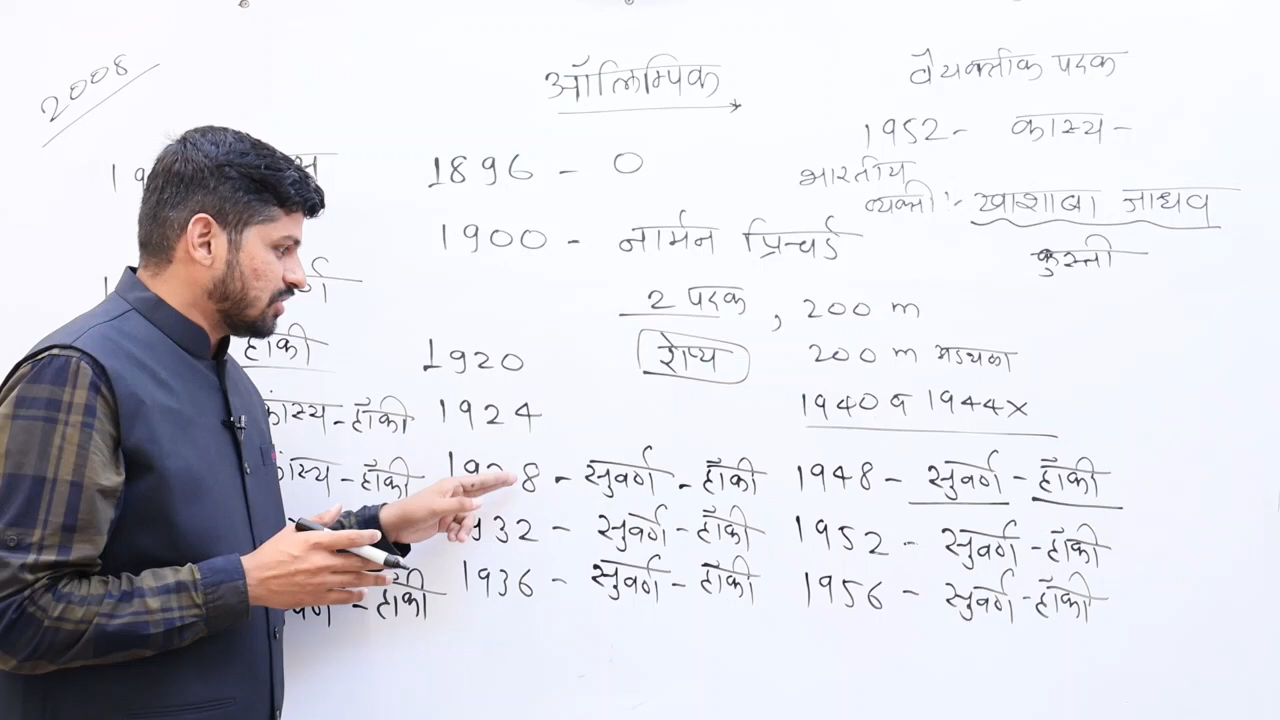 2008
ऑलिम्पिक
1896 - 0
1900 - नार्मन प्रिन्चर्ड
2 पदक, 200 m
रोप्य 200 m अडथळा
1920
1924
1928 - सुवर्ण - हॉकी
1932 - सुवर्ण - हॉकी
1936 - सुवर्ण - हॉकी
वैयक्तीक पदक
1952 - कास्य -
भारतीय
व्यक्ती :- खाशाबा जाधव
कुस्ती
1940 व 1944 x
1948 - सुवर्ण - हॉकी
1952 - सुवर्ण - हॉकी
1956 - सुवर्ण - हॉकी
हॉकी
कांस्य - हॉकी
कांस्य - हॉकी
- हॉकी